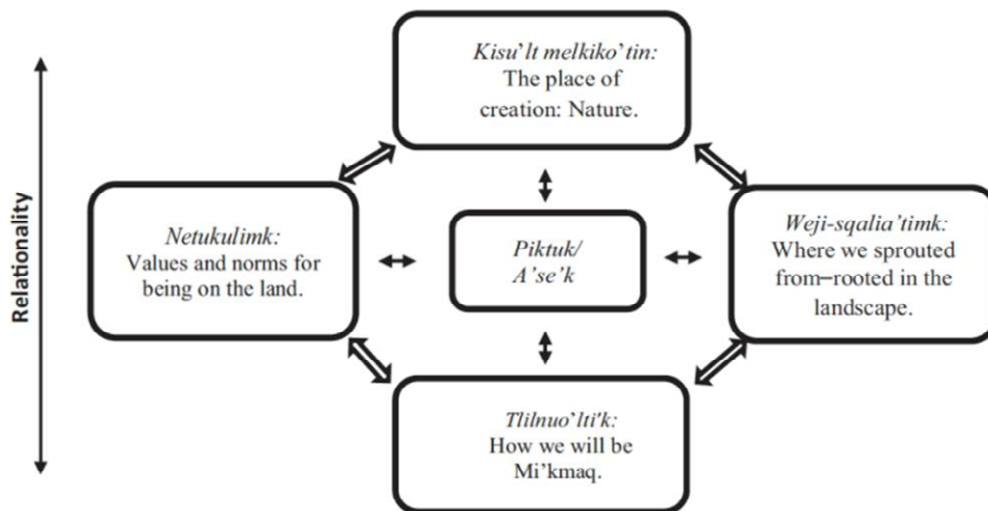 Kisu’lt melkiko’tin:
The place of
creation: Nature.
Relationality
Netukulimk:
Values and norms for
being on the land.
Piktuk/
A’se’k
Weji-sqalia’timk:
Where we sprouted
from–rooted in the
landscape.
Tlilnuo’lti'k:
How we will be
Mi’kmaq.